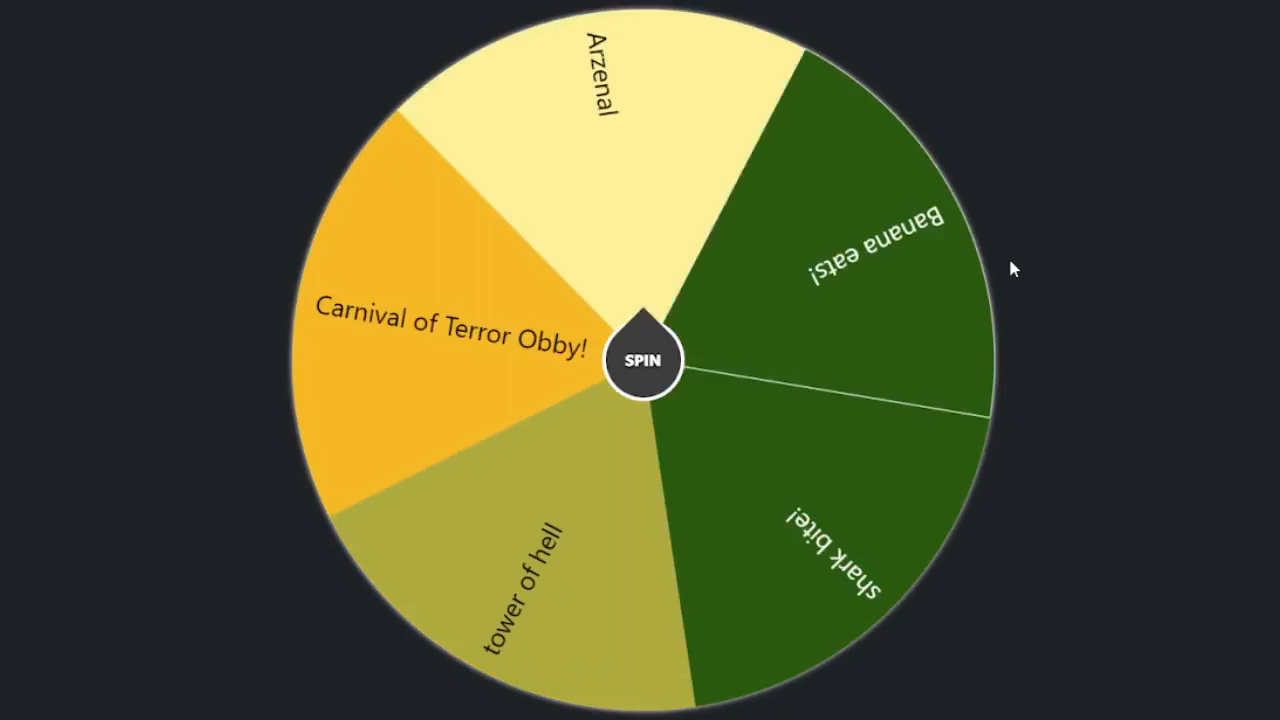 Arzenal
Banana eats!
Carnival of Terror Obby!
SPIN
shark bite!
tower of hell